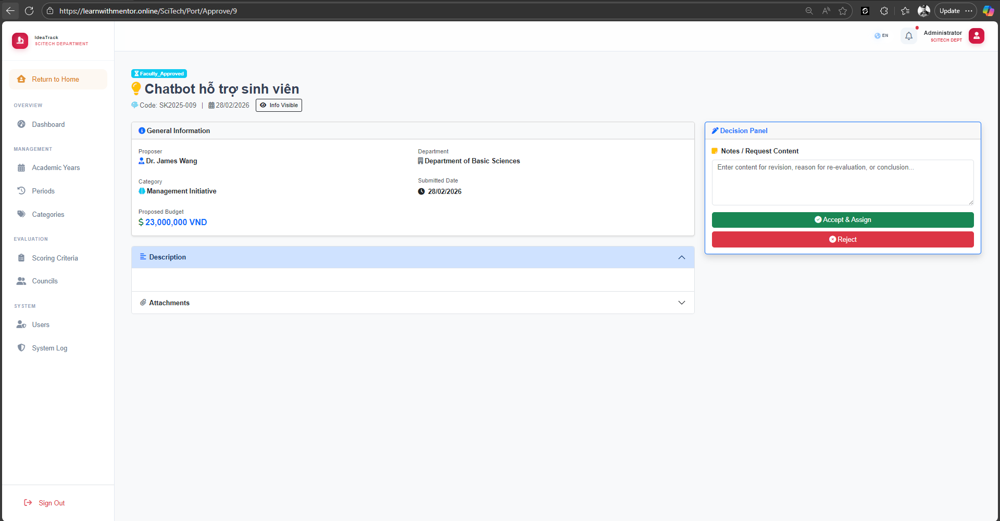 https://learnwithmentor.online/SciTech/Port/Approve/9
Update
IdeaTrack
SCITECH DEPARTMENT
EN
Administrator
SCITECH DEPT
Return to Home
OVERVIEW
Dashboard
MANAGEMENT
Academic Years
Periods
Categories
EVALUATION
Scoring Criteria
Councils
SYSTEM
Users
System Log
Sign Out
Faculty_Approved
Chatbot hỗ trợ sinh viên
Code: SK2025-009 | 28/02/2026 Info Visible
General Information
Proposer
Dr. James Wang
Department
Department of Basic Sciences
Category
Management Initiative
Submitted Date
28/02/2026
Proposed Budget
$ 23,000,000 VND
Description
Attachments
Decision Panel
Notes / Request Content
Enter content for revision, reason for re-evaluation, or conclusion...
Accept & Assign
Reject